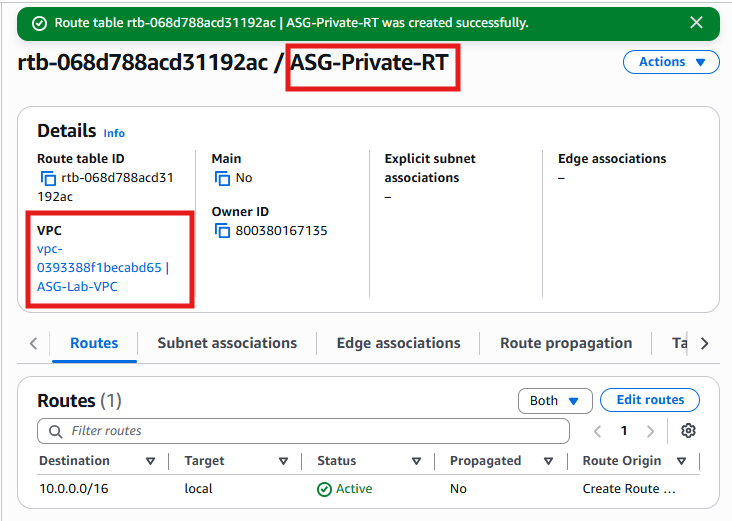 Route table rtb-068d788acd31192ac | ASG-Private-RT was created successfully.
rtb-068d788acd31192ac / ASG-Private-RT
Actions
Details Info
Route table ID
rtb-068d788acd31
192ac
Main
No
Explicit subnet
associations
–
Edge associations
–
VPC
vpc-
0393388f1becabd65 |
ASG-Lab-VPC
Owner ID
800380167135
Routes
Subnet associations
Edge associations
Route propagation
Ta
Routes (1)
Both
Edit routes
Filter routes
1
Destination
Target
Status
Propagated
Route Origin
10.0.0.0/16
local
Active
No
Create Route ...